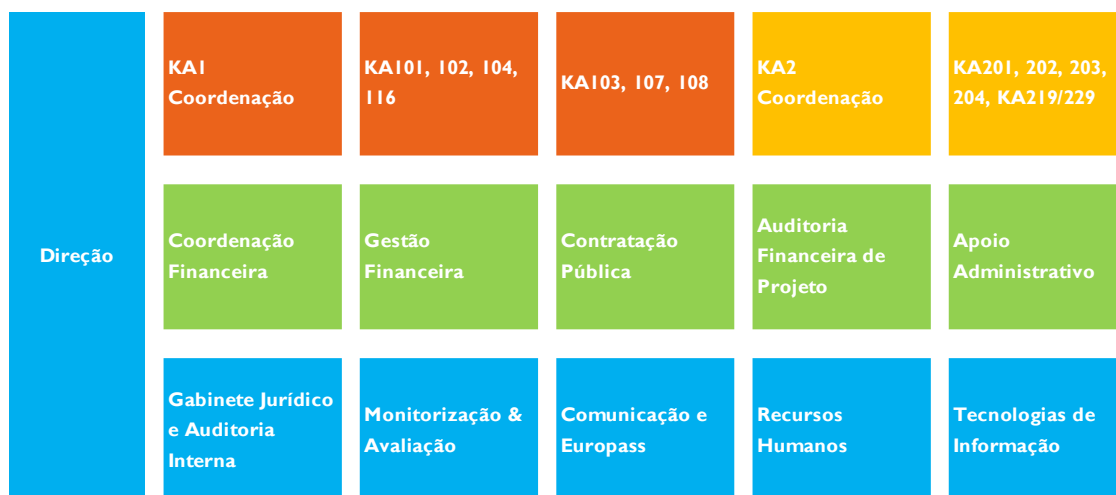 Direção
KA1
Coordenação
KA101, 102, 104,
116
KA103, 107, 108
KA2
Coordenação
KA201, 202, 203,
204, KA219/229
Coordenação
Financeira
Gestão
Financeira
Contratação
Pública
Auditoria
Financeira de
Projeto
Apoio
Administrativo
Gabinete Jurídico
e Auditoria
Interna
Monitorização &
Avaliação
Comunicação e
Europass
Recursos
Humanos
Tecnologias de
Informação